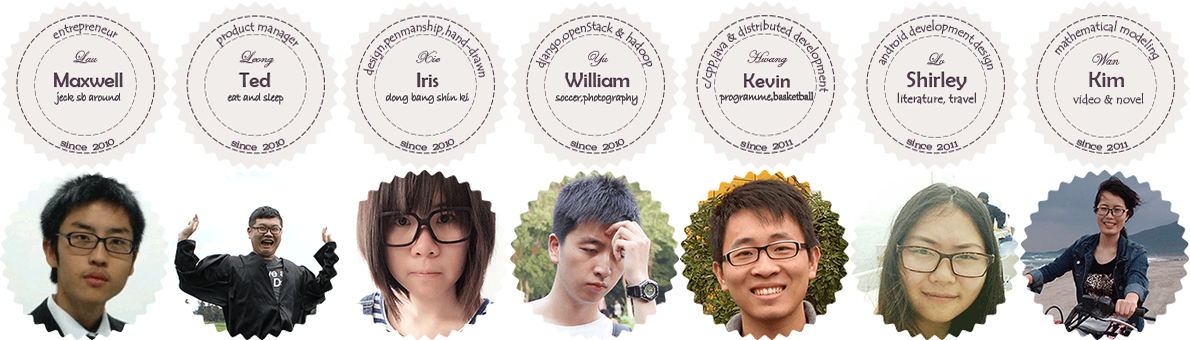 entrepreneur
Lau
Maxwell
jeck sb around
since 2010
product manager
Leong
Ted
eat and sleep
since 2010
design,penmanship,hand-drawn
Xie
Iris
dong bang shin ki
since 2010
django,openStack & hadoop
Yu
William
soccer,photography
since 2010
c/cpp,java & distributed development
Hwang
Kevin
programme,basketball
since 2011
android development,design
Lo
Shirley
literature, travel
since 2011
mathematical modeling
Wan
Kim
video & novel
since 2011